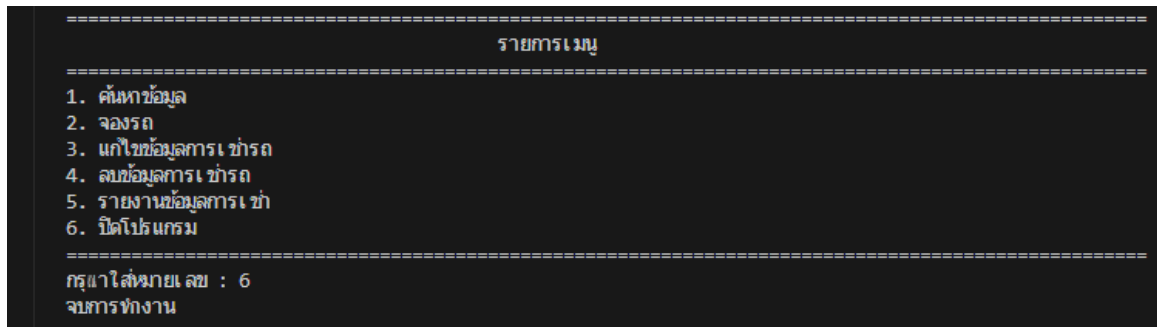 ====================================================================================================
รายการเมนู
====================================================================================================
1. ค้นหาข้อมูล
2. จองรถ
3. แก้ไขข้อมูลการเช่ารถ
4. ลบข้อมูลการเช่ารถ
5. รายงานข้อมูลการเช่า
6. ปิดโปรแกรม
====================================================================================================
กรุณาใส่หมายเลข : 6
จบการทำงาน